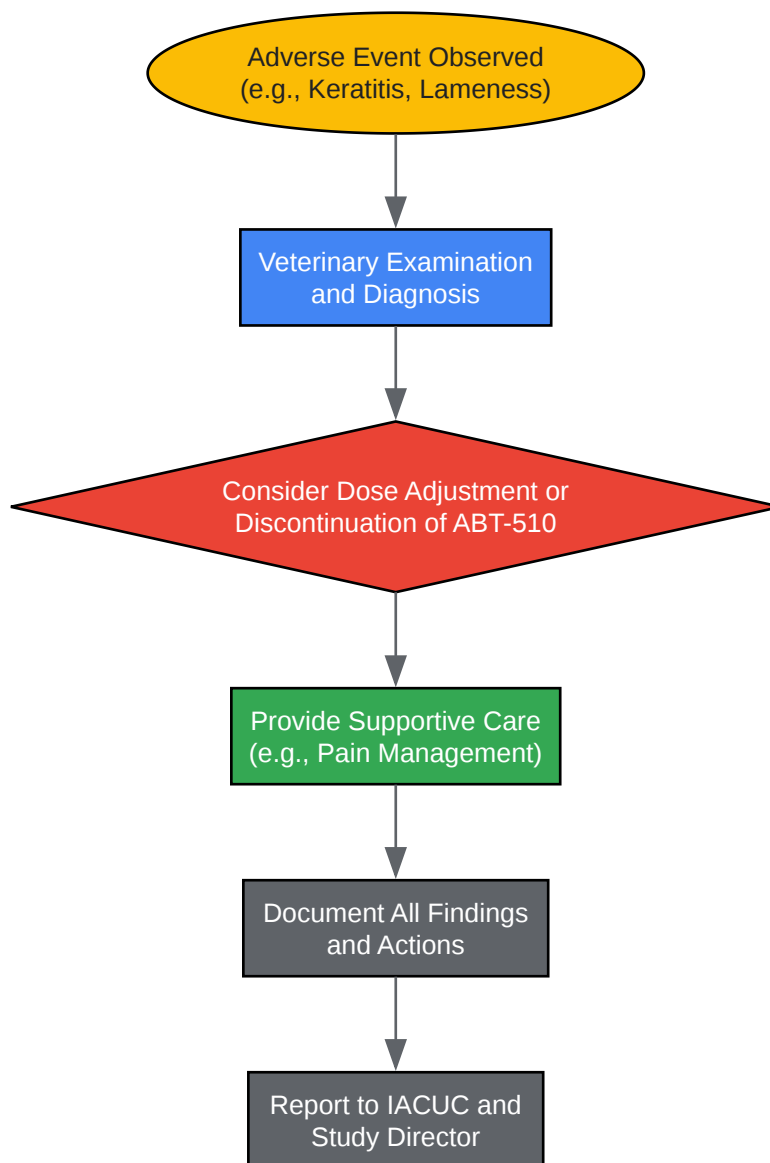 Adverse Event Observed
(e.g., Keratitis, Lameness)
Veterinary Examination
and Diagnosis
Consider Dose Adjustment or
Discontinuation of ABT-510
Provide Supportive Care
(e.g., Pain Management)
Document All Findings
and Actions
Report to IACUC and
Study Director